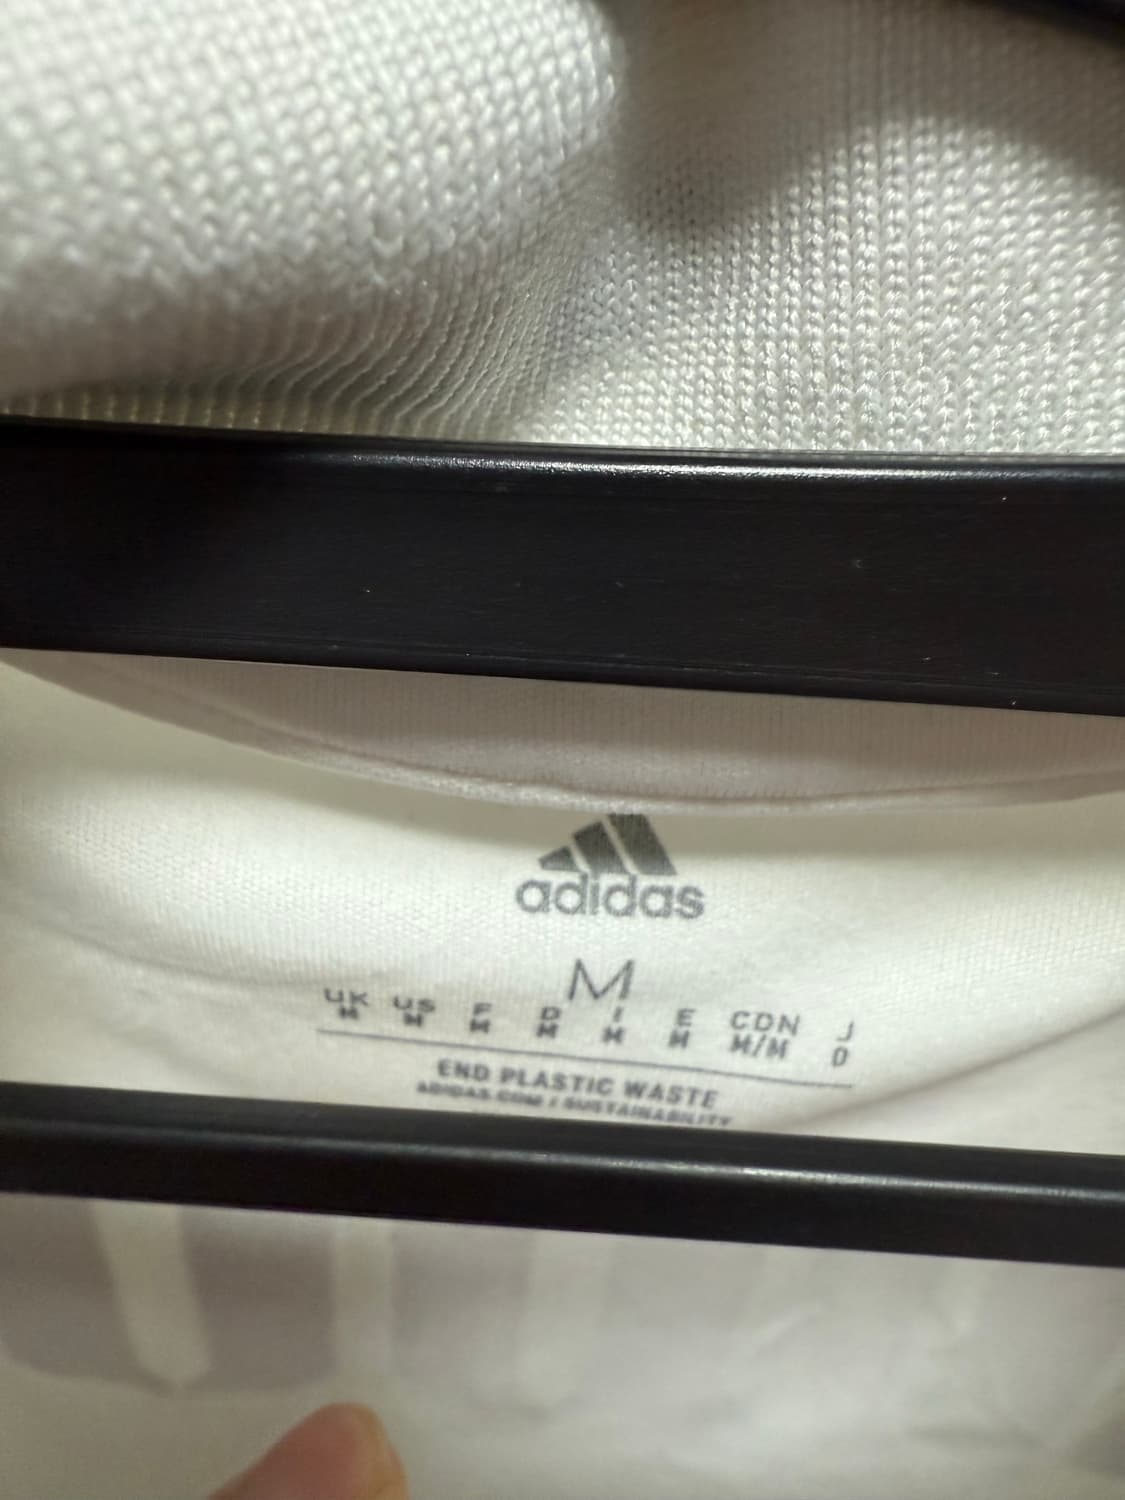 adidas
M
UK US F D I E CDN J
M M M M M M M/M O
END PLASTIC WASTE
ADIDAS.COM / SUSTAINABILITY